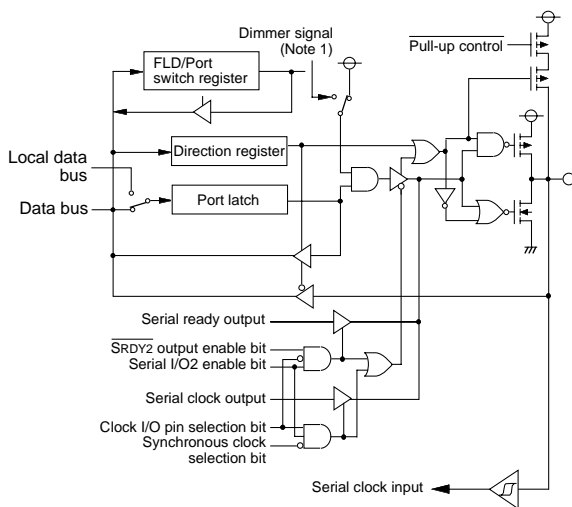 Dimmer signal
(Note 1)
Pull-up control
FLD/Port
switch register
Direction register
Local data
bus
Port latch
Data bus
Serial ready output
SRDY2 output enable bit
Serial I/O2 enable bit
Serial clock output
Clock I/O pin selection bit
Synchronous clock
selection bit
Serial clock input